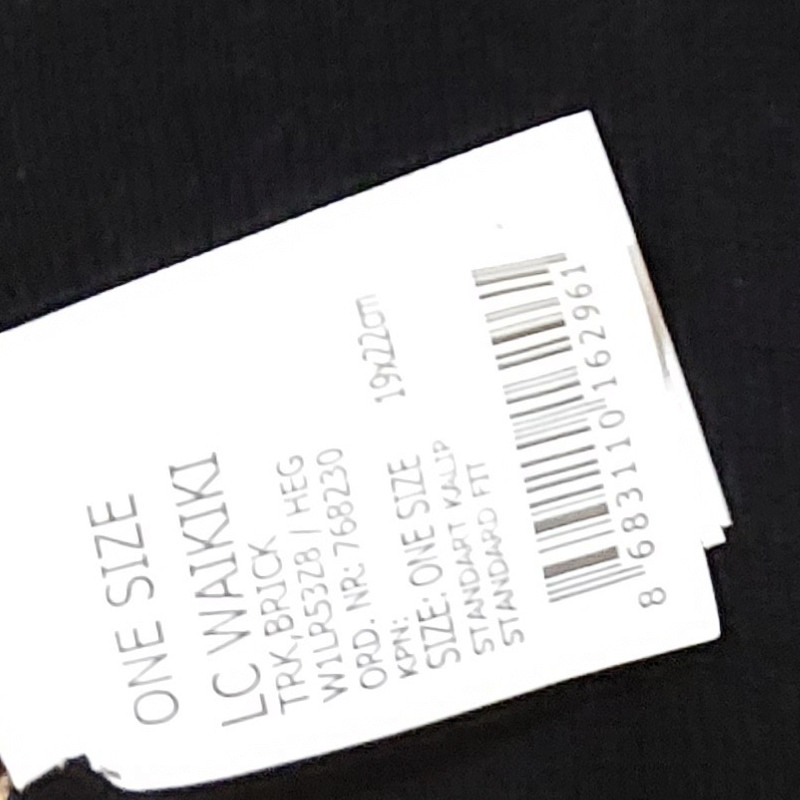 ONE SIZE
LC WAIKIKI
TRK,BRICK
W1LR53Z8 / HEG
ORD. NR: 768230
KPN:
19x22cm
SIZE: ONE SIZE
STANDART KALIP
STANDARD FIT
8 683110 162961